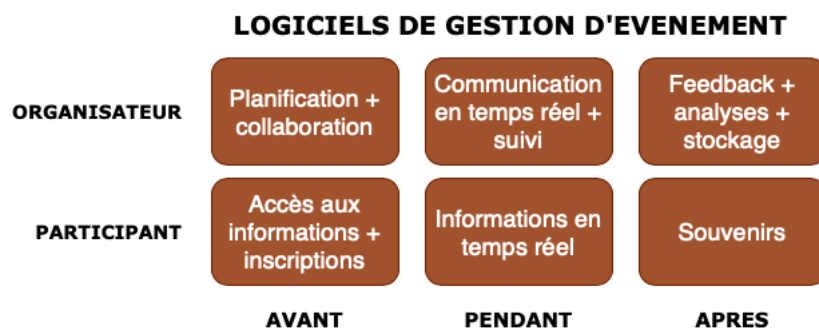 LOGICIELS DE GESTION D'EVENEMENT
ORGANISATEUR
Planification +
collaboration
Communication
en temps réel +
suivi
Feedback +
analyses +
stockage
PARTICIPANT
Accès aux
informations +
inscriptions
Informations en
temps réel
Souvenirs
AVANT
PENDANT
APRES